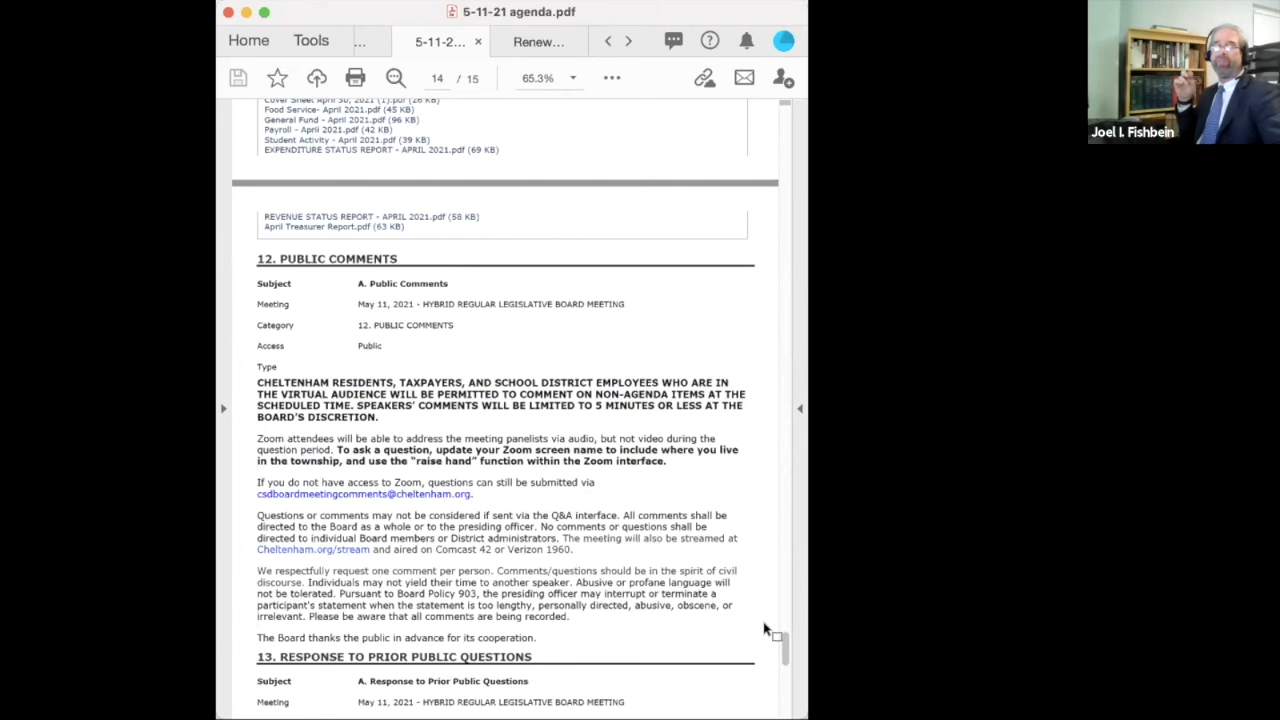 5-11-21 agenda.pdf
Home Tools ... 5-11-2... × Renew...
14 / 15 65.3%
Cover Sheet April 30, 2021 (1).pdf (26 KB)
Food Service- April 2021.pdf (45 KB)
General Fund - April 2021.pdf (96 KB)
Payroll - April 2021.pdf (42 KB)
Student Activity - April 2021.pdf (39 KB)
EXPENDITURE STATUS REPORT - APRIL 2021.pdf (69 KB)
REVENUE STATUS REPORT - APRIL 2021.pdf (58 KB)
April Treasurer Report.pdf (63 KB)
12. PUBLIC COMMENTS
Subject A. Public Comments
Meeting May 11, 2021 - HYBRID REGULAR LEGISLATIVE BOARD MEETING
Category 12. PUBLIC COMMENTS
Access Public
Type
CHELTENHAM RESIDENTS, TAXPAYERS, AND SCHOOL DISTRICT EMPLOYEES WHO ARE IN
THE VIRTUAL AUDIENCE WILL BE PERMITTED TO COMMENT ON NON-AGENDA ITEMS AT THE
SCHEDULED TIME. SPEAKERS' COMMENTS WILL BE LIMITED TO 5 MINUTES OR LESS AT THE
BOARD'S DISCRETION.
Zoom attendees will be able to address the meeting panelists via audio, but not video during the
question period. To ask a question, update your Zoom screen name to include where you live
in the township, and use the "raise hand" function within the Zoom interface.
If you do not have access to Zoom, questions can still be submitted via
csdboardmeetingcomments@cheltenham.org.
Questions or comments may not be considered if sent via the Q&A interface. All comments shall be
directed to the Board as a whole or to the presiding officer. No comments or questions shall be
directed to individual Board members or District administrators. The meeting will also be streamed at
Cheltenham.org/stream and aired on Comcast 42 or Verizon 1960.
We respectfully request one comment per person. Comments/questions should be in the spirit of civil
discourse. Individuals may not yield their time to another speaker. Abusive or profane language will
not be tolerated. Pursuant to Board Policy 903, the presiding officer may interrupt or terminate a
participant's statement when the statement is too lengthy, personally directed, abusive, obscene, or
irrelevant. Please be aware that all comments are being recorded.
The Board thanks the public in advance for its cooperation.
13. RESPONSE TO PRIOR PUBLIC QUESTIONS
Subject A. Response to Prior Public Questions
Meeting May 11, 2021 - HYBRID REGULAR LEGISLATIVE BOARD MEETING
Joel I. Fishbein